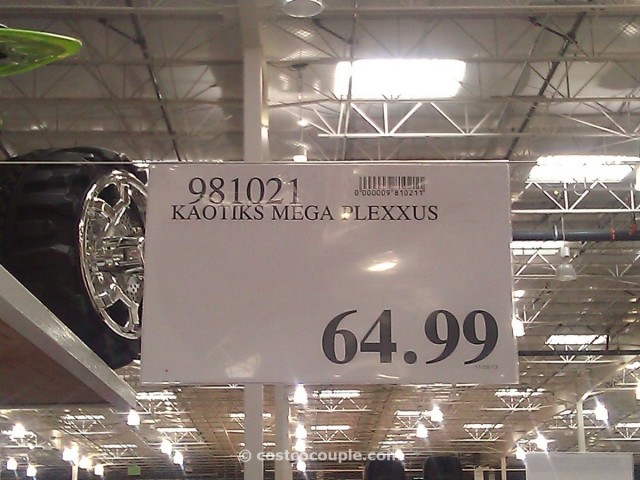 981021
0"000009"810211"
KAOTIKS MEGA PLEXXUS
64.99
© costcocouple.com